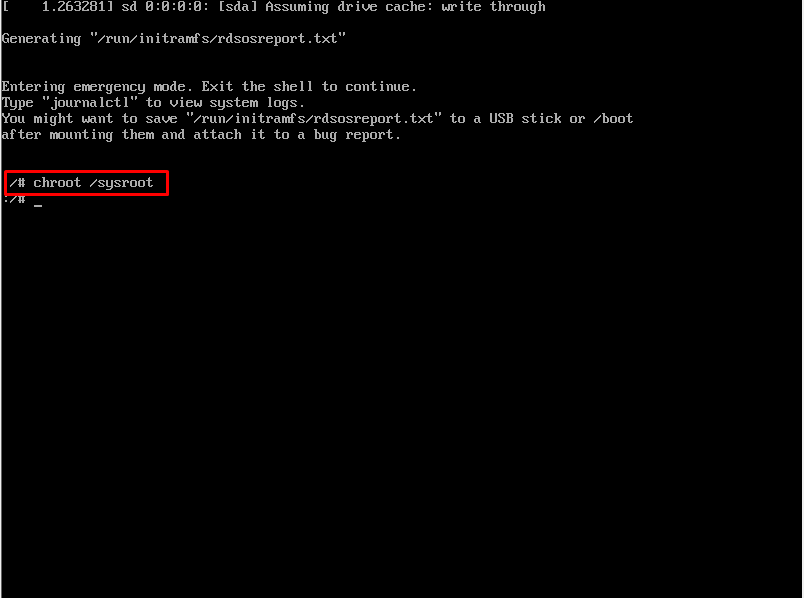 [    1.263281] sd 0:0:0:0: [sda] Assuming drive cache: write through
Generating "/run/initramfs/rdsosreport.txt"
Entering emergency mode. Exit the shell to continue.
Type "journalctl" to view system logs.
You might want to save "/run/initramfs/rdsosreport.txt" to a USB stick or /boot
after mounting them and attach it to a bug report.
/# chroot /sysroot
:/# _